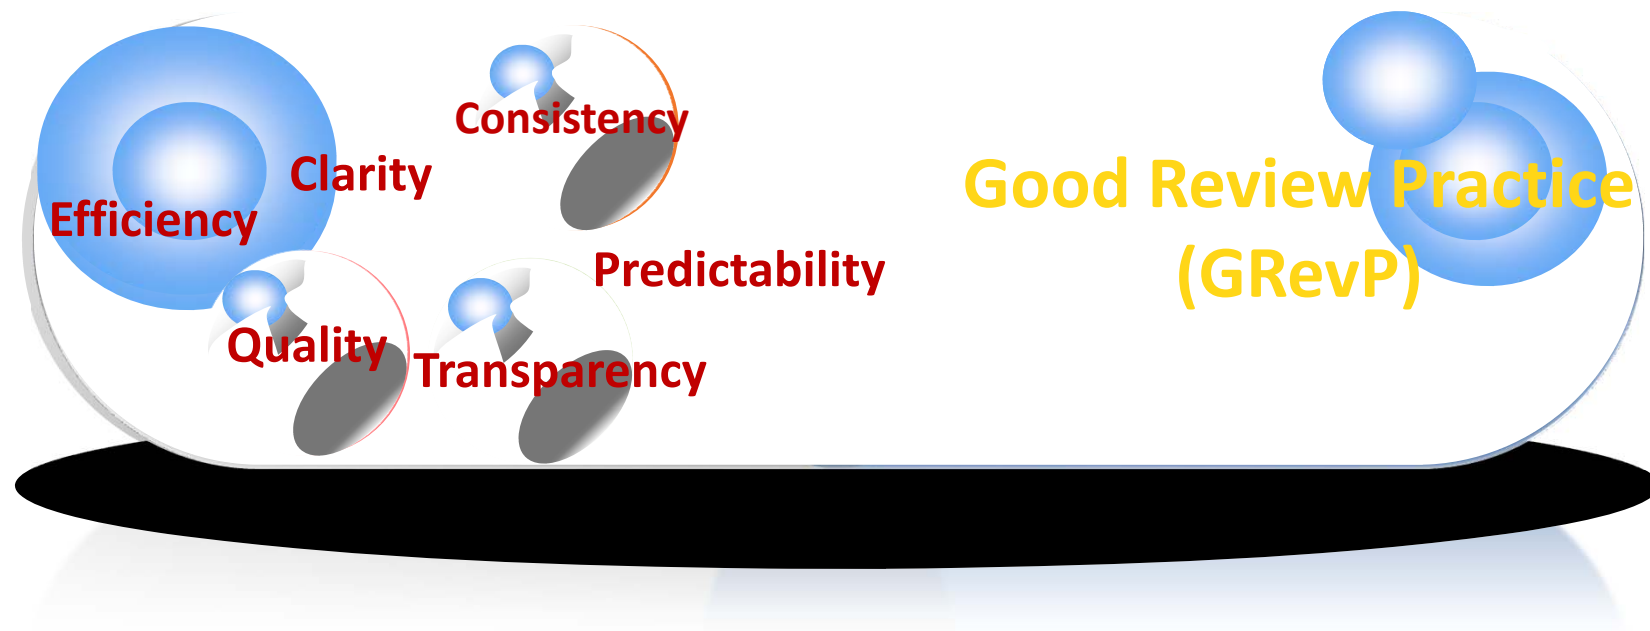 Consistency
Clarity
Efficiency
Predictability
Quality
Transparency
Good Review Practice
(GRevP)